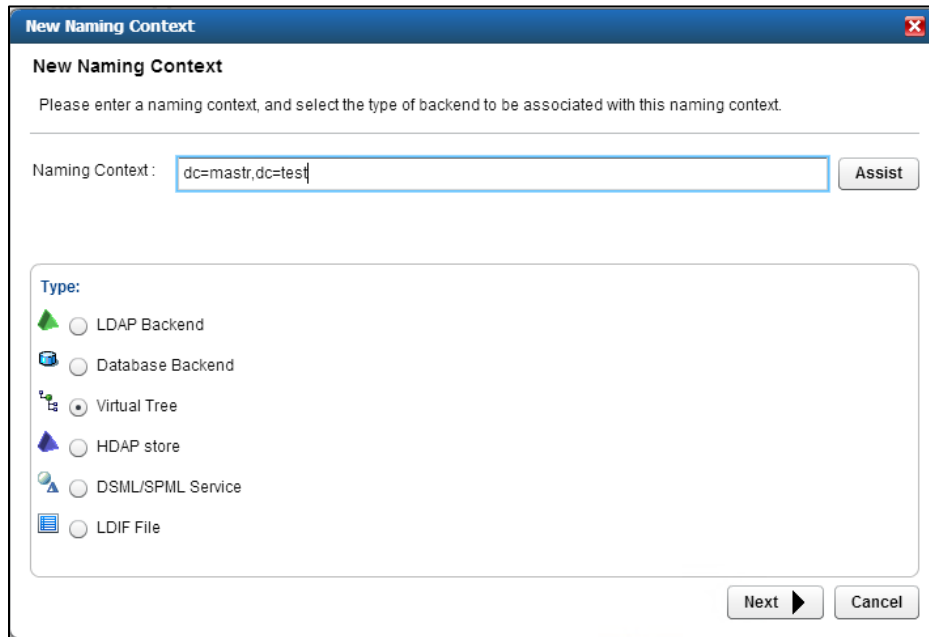 New Naming Context
New Naming Context
Please enter a naming context, and select the type of backend to be associated with this naming context.
Naming Context : dc=mastr,dc=test Assist
Type:
LDAP Backend
Database Backend
Virtual Tree
HDAP store
DSML/SPML Service
LDIF File
Next Cancel